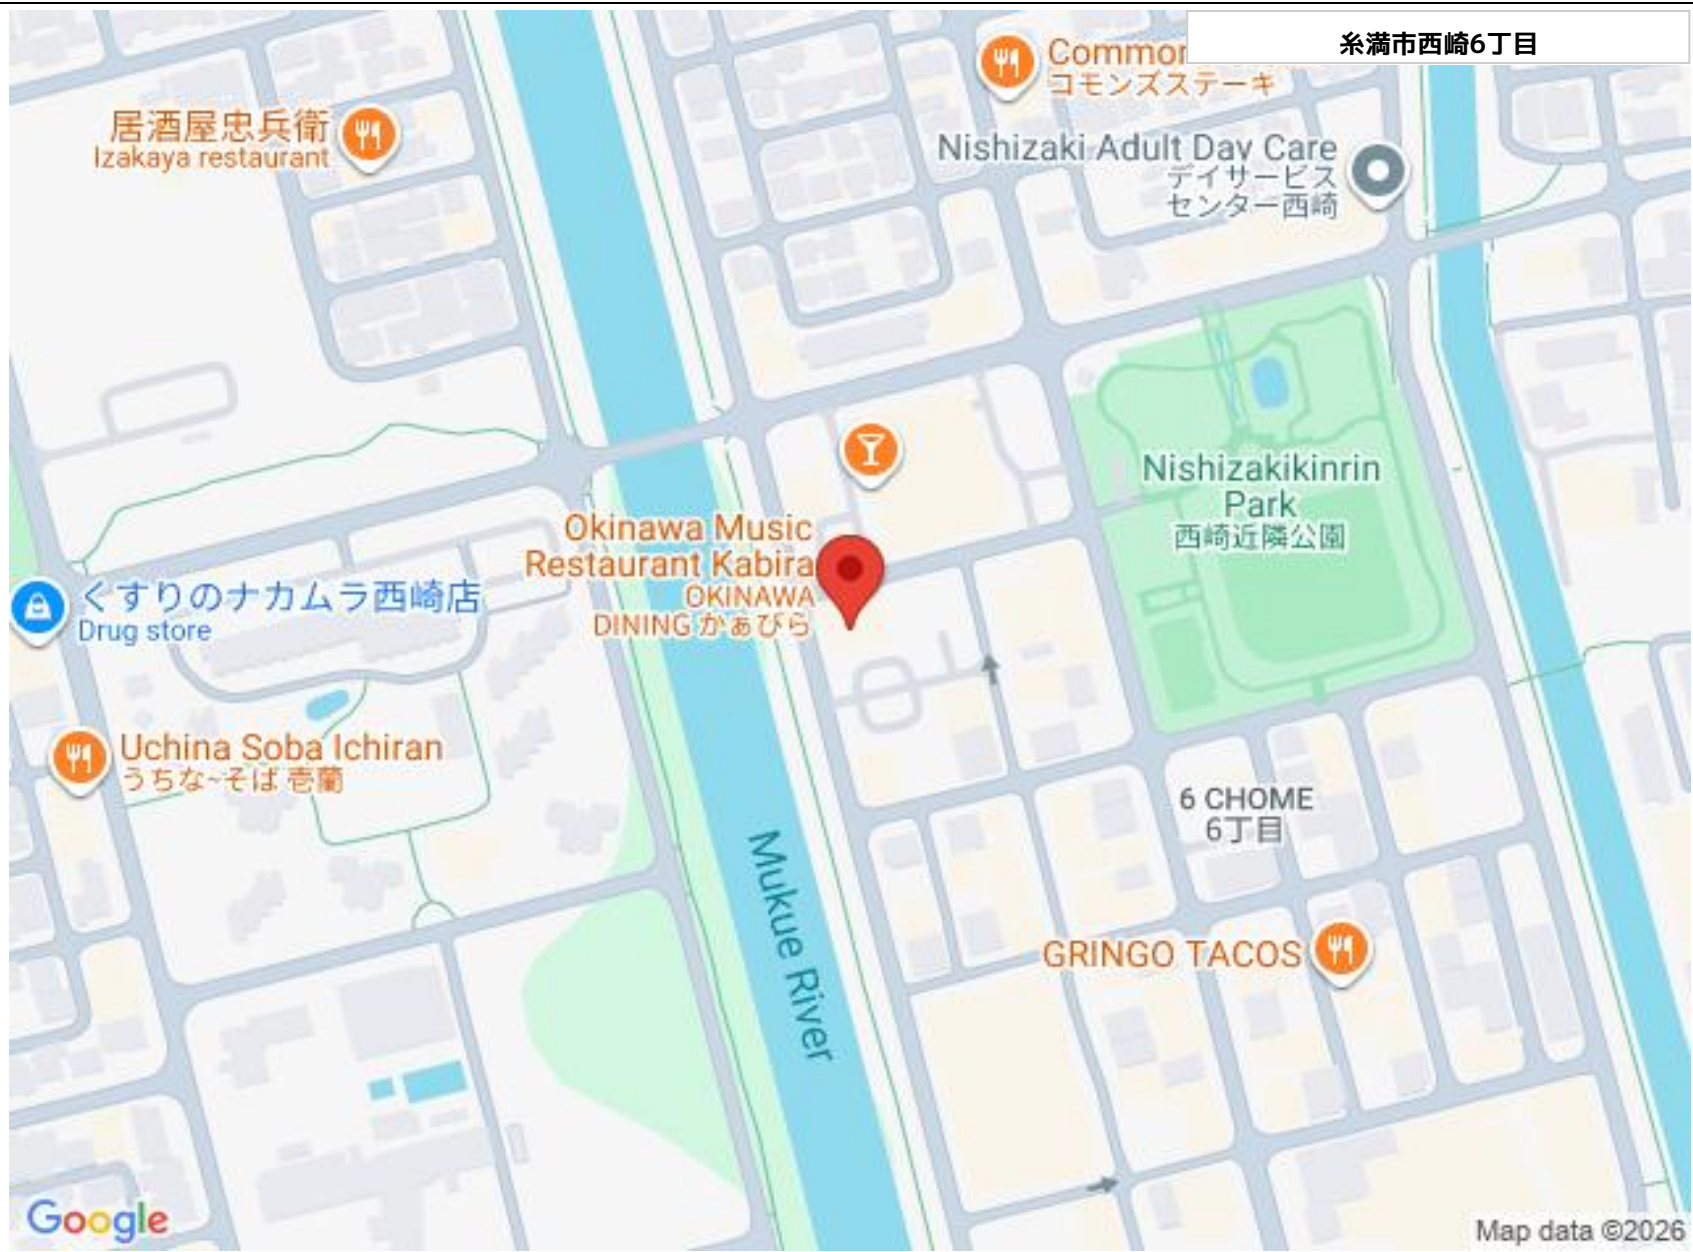 糸満市西崎6丁目
Common
コモンズステーキ
居酒屋忠兵衛
Izakaya restaurant
Nishizaki Adult Day Care
デイサービス
センター西崎
Nishizakikinrin
Park
西崎近隣公園
Okinawa Music
Restaurant Kabira
OKINAWA
DINING かぁびら
くすりのナカムラ西崎店
Drug store
Uchina Soba Ichiran
うちな~そば 壱蘭
6 CHOME
6丁目
Mukue River
GRINGO TACOS
Google
Map data ©2026